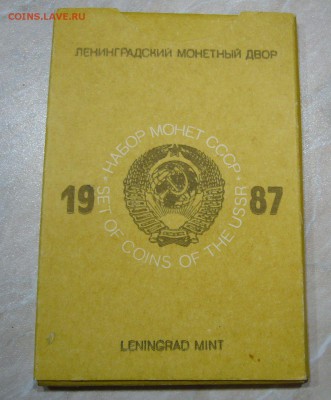 COINS.LAVE.RU
ЛЕНИНГРАДСКИЙ МОНЕТНЫЙ ДВОР
НАБОР МОНЕТ СССР
19 87
SET OF COINS OF THE USSR
LENINGRAD MINT